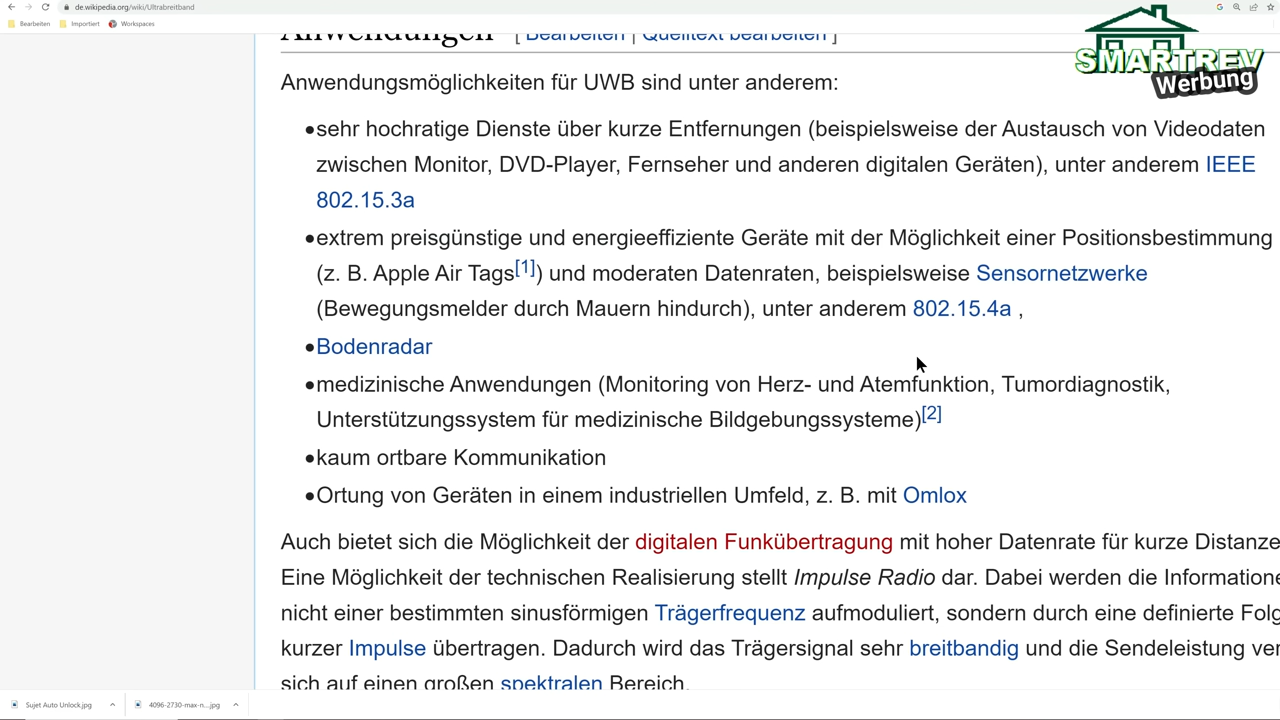 de.wikipedia.org/wiki/Ultrabreitband
Bearbeiten Importiert Workspaces
Anwendungen [ Bearbeiten | Quelltext bearbeiten ]
SMARTREV
Werbung
Anwendungsmöglichkeiten für UWB sind unter anderem:
•sehr hochratige Dienste über kurze Entfernungen (beispielsweise der Austausch von Videodaten
zwischen Monitor, DVD-Player, Fernseher und anderen digitalen Geräten), unter anderem IEEE
802.15.3a
•extrem preisgünstige und energieeffiziente Geräte mit der Möglichkeit einer Positionsbestimmung
(z. B. Apple Air Tags[1]) und moderaten Datenraten, beispielsweise Sensornetzwerke
(Bewegungsmelder durch Mauern hindurch), unter anderem 802.15.4a ,
•Bodenradar
•medizinische Anwendungen (Monitoring von Herz- und Atemfunktion, Tumordiagnostik,
Unterstützungssystem für medizinische Bildgebungssysteme)[2]
•kaum ortbare Kommunikation
•Ortung von Geräten in einem industriellen Umfeld, z. B. mit Omlox
Auch bietet sich die Möglichkeit der digitalen Funkübertragung mit hoher Datenrate für kurze Distanze
Eine Möglichkeit der technischen Realisierung stellt Impulse Radio dar. Dabei werden die Informatione
nicht einer bestimmten sinusförmigen Trägerfrequenz aufmoduliert, sondern durch eine definierte Folg
kurzer Impulse übertragen. Dadurch wird das Trägersignal sehr breitbandig und die Sendeleistung ver
sich auf einen großen spektralen Bereich.
Sujet Auto Unlock.jpg 4096-2730-max-n....jpg